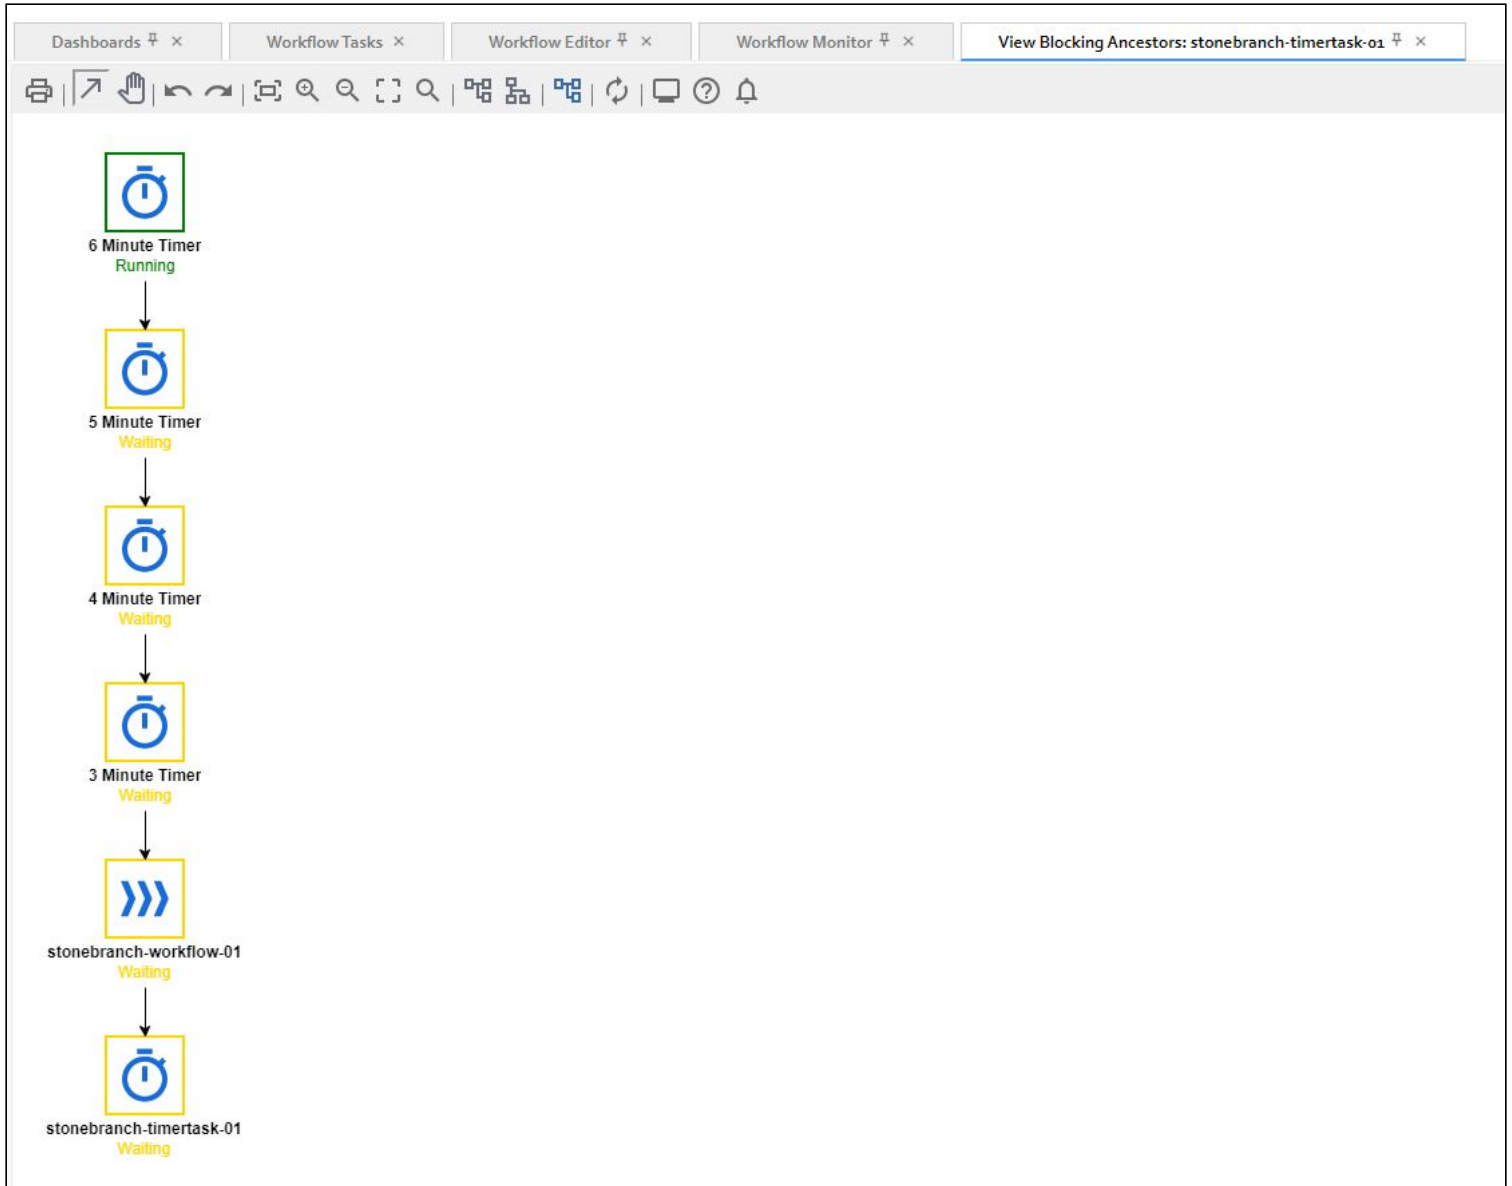 Dashboards
Workflow Tasks
Workflow Editor
Workflow Monitor
View Blocking Ancestors: stonebranch-timertask-01
6 Minute Timer
Running
5 Minute Timer
Waiting
4 Minute Timer
Waiting
3 Minute Timer
Waiting
stonebranch-workflow-01
Waiting
stonebranch-timertask-01
Waiting